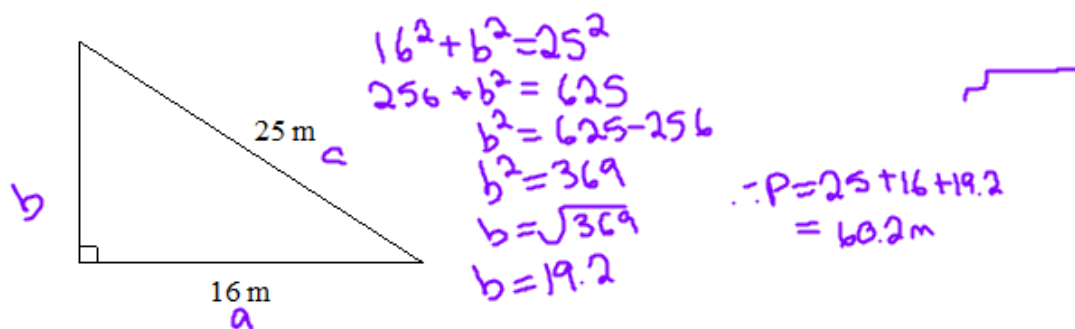 16² + b² = 25²
256 + b² = 625
b² = 625 - 256
b² = 369
b = √369
b = 19.2
25 m
c
b
16 m
a
∴ P = 25 + 16 + 19.2
= 60.2m